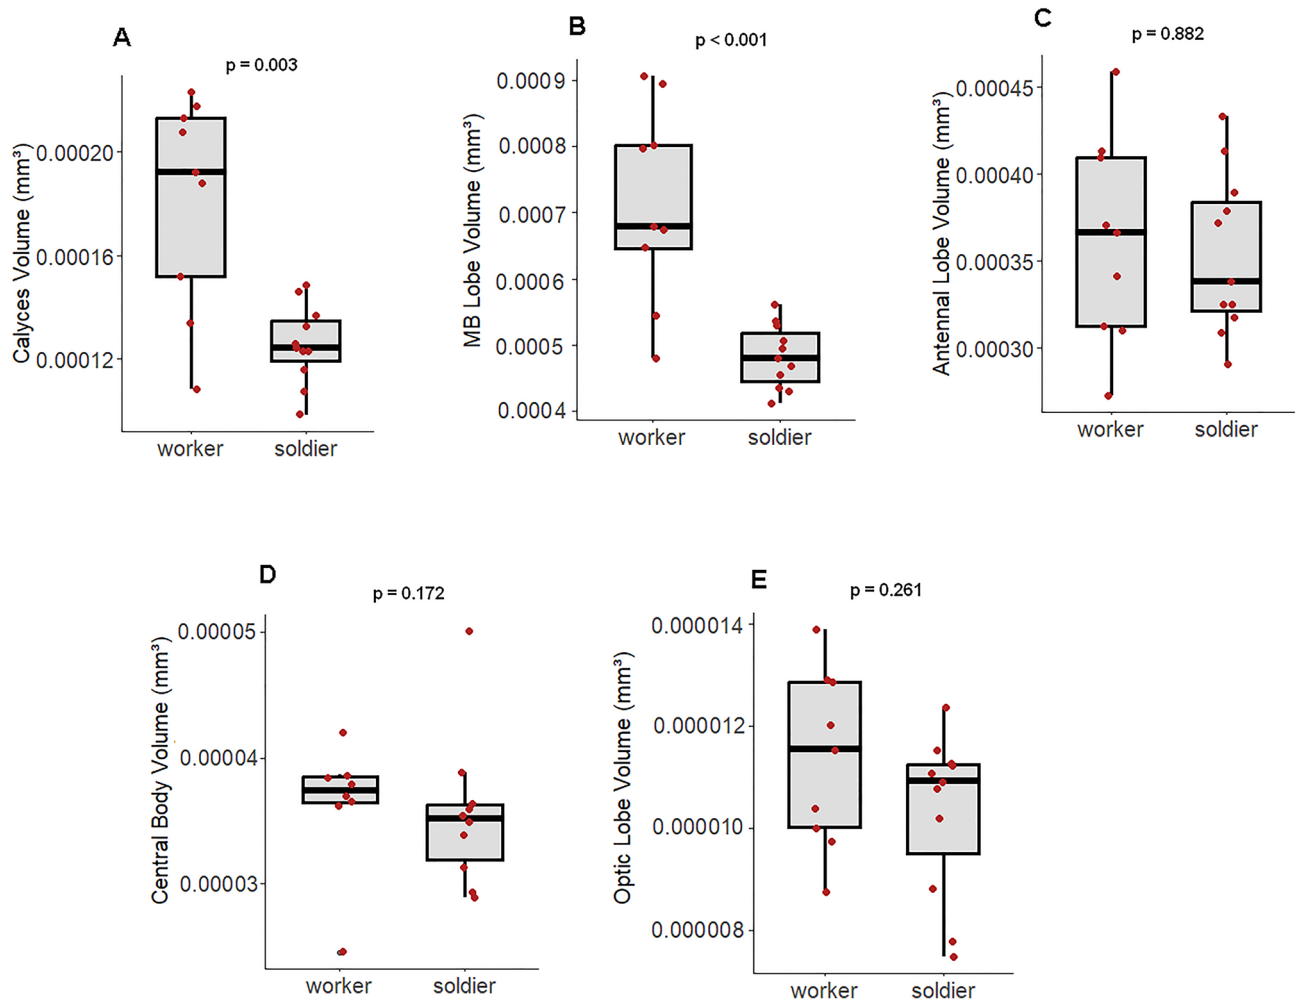 A
p = 0.003
Calyces Volume (mm³)
0.00020
0.00016
0.00012
worker
soldier
B
p < 0.001
MB Lobe Volume (mm³)
0.0009
0.0008
0.0007
0.0006
0.0005
0.0004
worker
soldier
C
p = 0.882
Antennal Lobe Volume (mm³)
0.00045
0.00040
0.00035
0.00030
worker
soldier
D
p = 0.172
Central Body Volume (mm³)
0.00005
0.00004
0.00003
worker
soldier
E
p = 0.261
Optic Lobe Volume (mm³)
0.000014
0.000012
0.000010
0.000008
worker
soldier